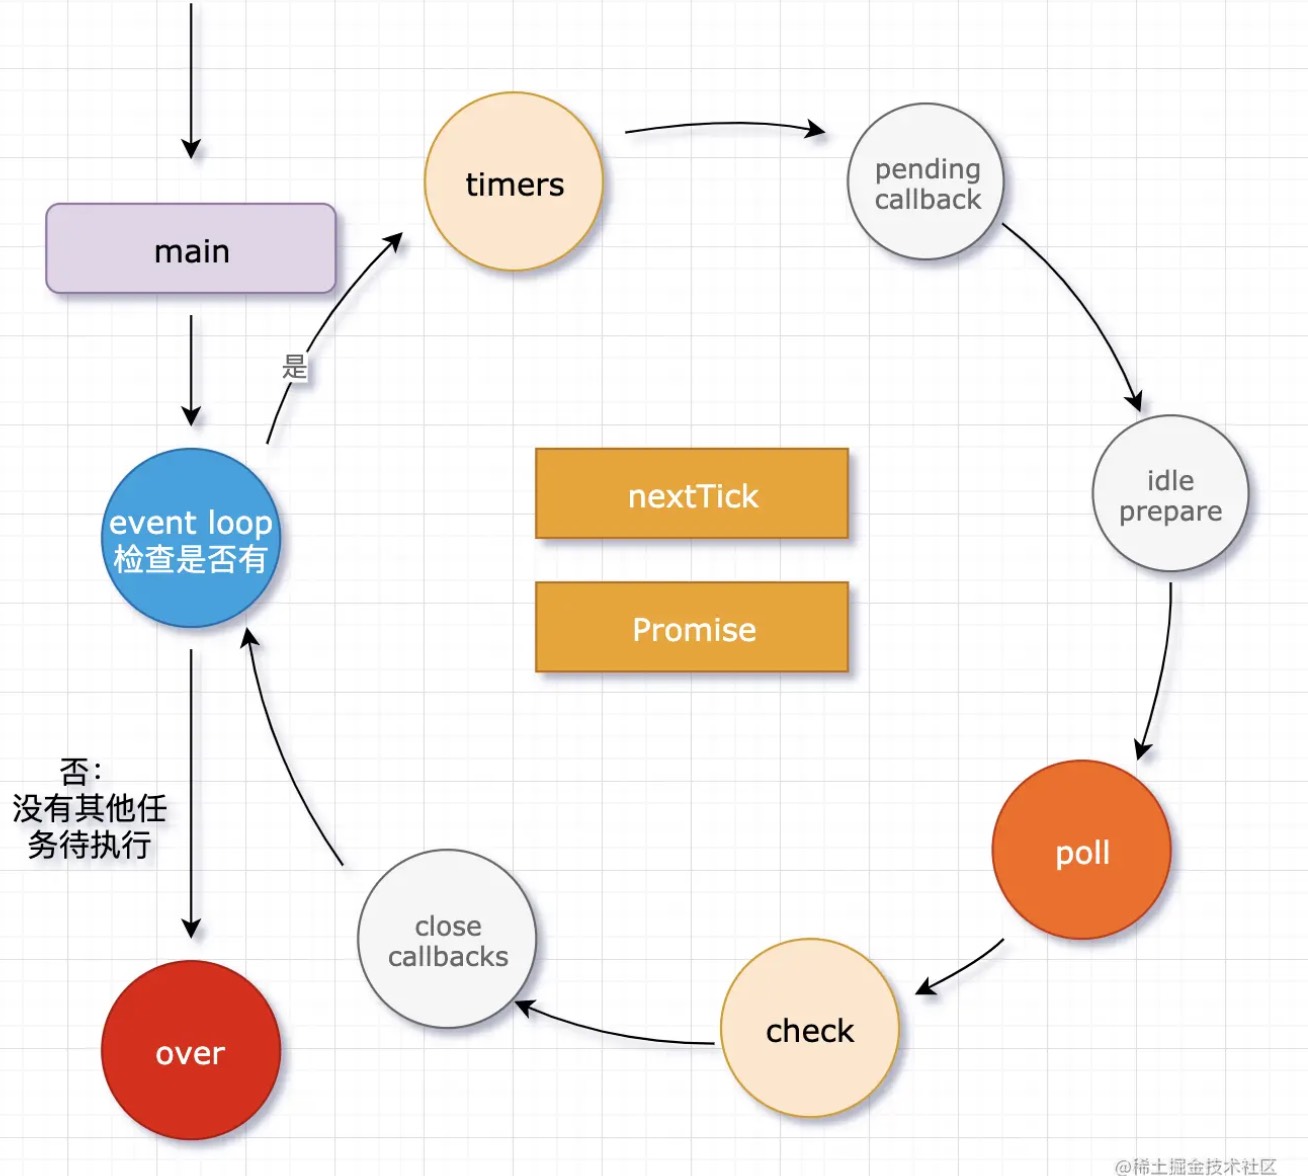 timers
pending
callback
main
是
idle
prepare
nextTick
event loop
检查是否有
Promise
否：
没有其他任
务待执行
poll
close
callbacks
check
over
@稀土掘金技术社区